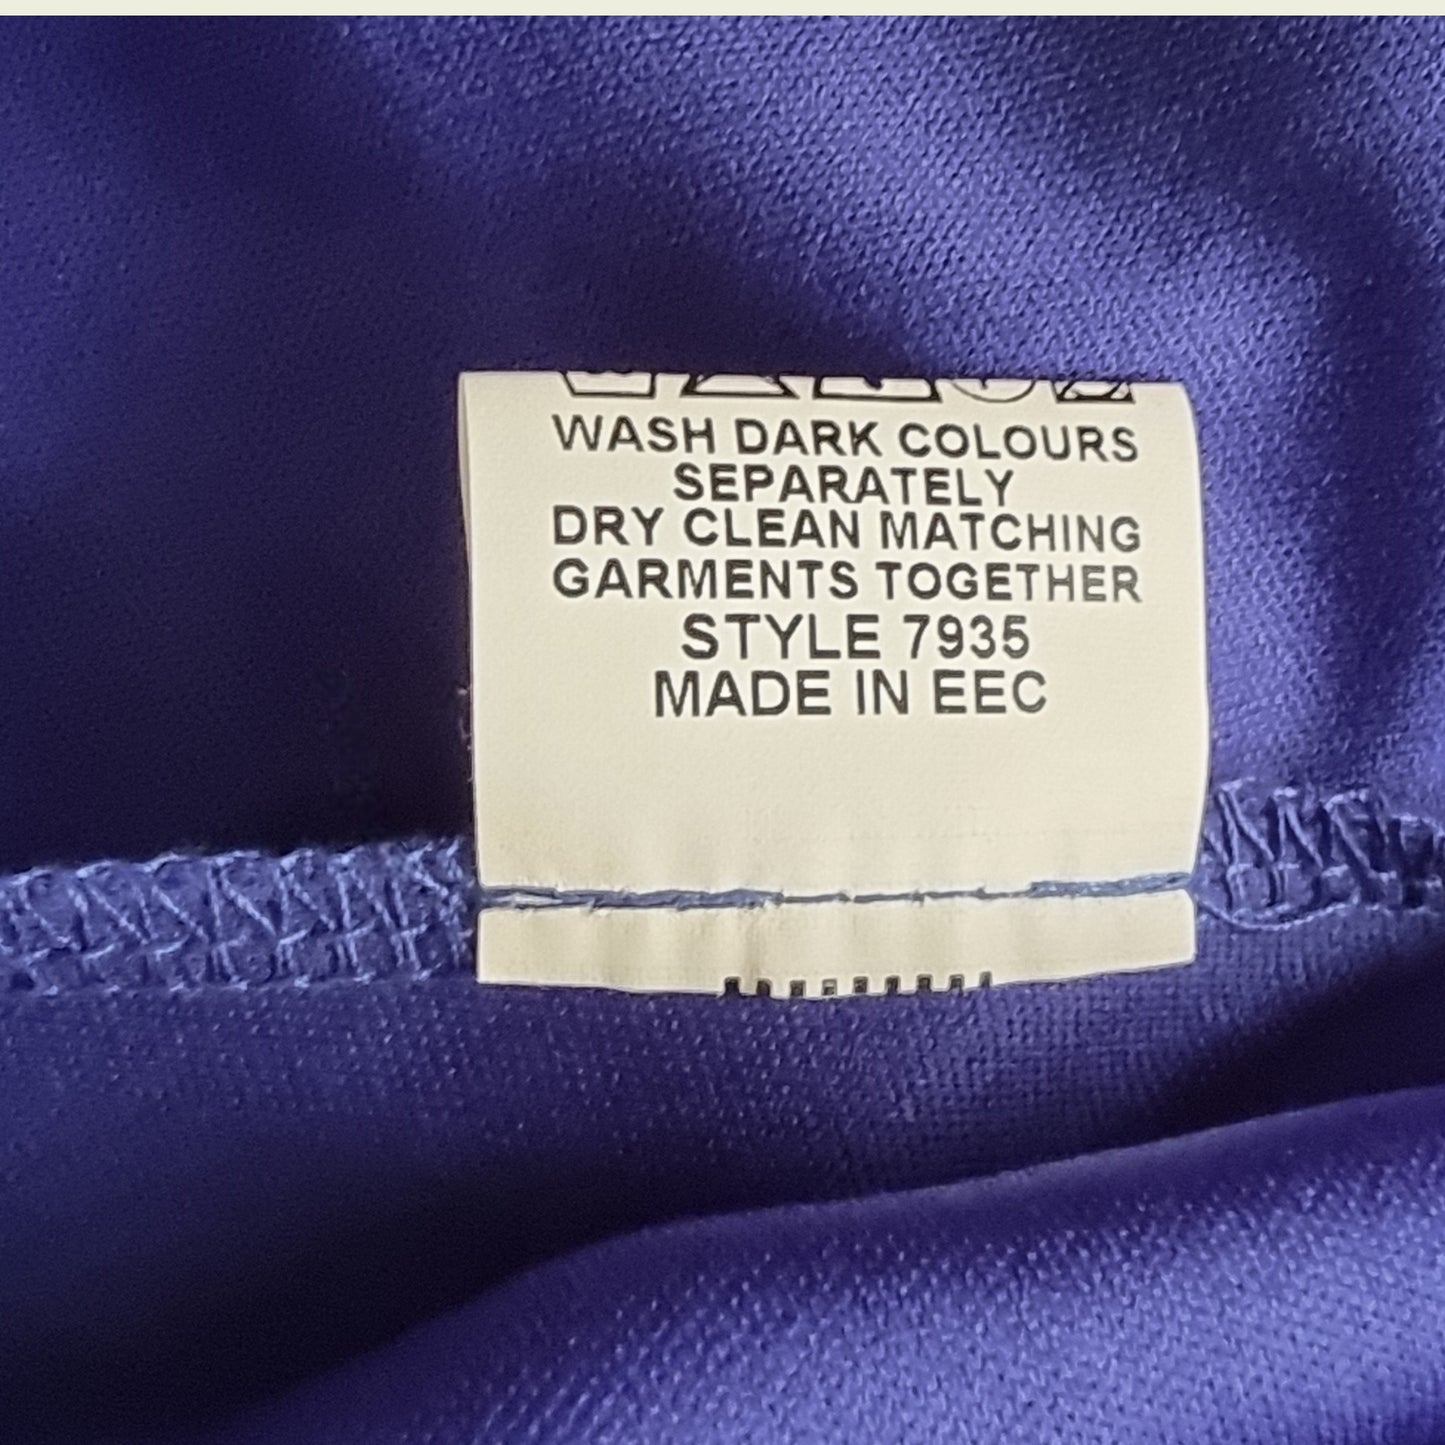 WASH DARK COLOURS
SEPARATELY
DRY CLEAN MATCHING
GARMENTS TOGETHER
STYLE 7935
MADE IN EEC